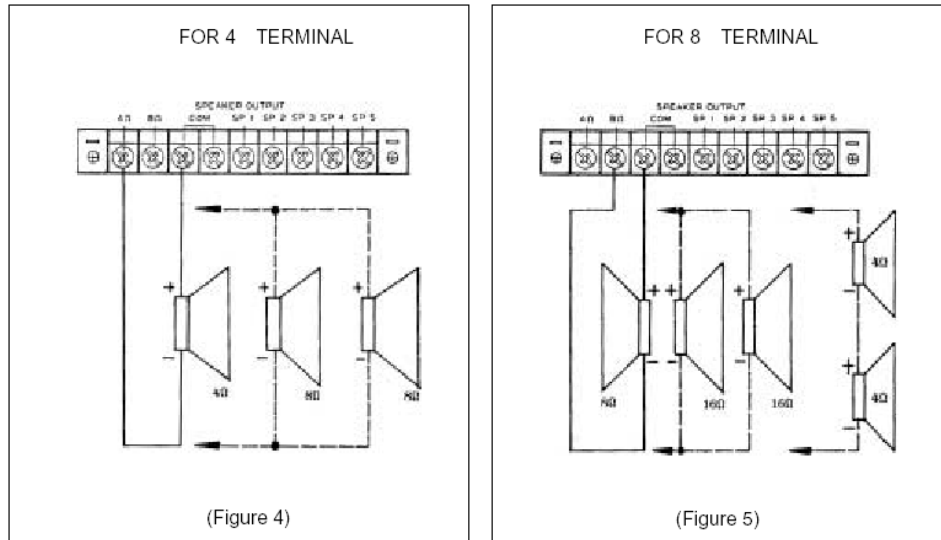 FOR 4 TERMINAL
SPEAKER OUTPUT
4Ω 8Ω COM SP 1 SP 2 SP 3 SP 4 SP 5
+ + +
- - -
4Ω 8Ω 8Ω
(Figure 4)
FOR 8 TERMINAL
SPEAKER OUTPUT
4Ω 8Ω COM SP 1 SP 2 SP 3 SP 4 SP 5
+
4Ω
-
+ + +
- - -
8Ω 16Ω 16Ω
+
4Ω
-
(Figure 5)